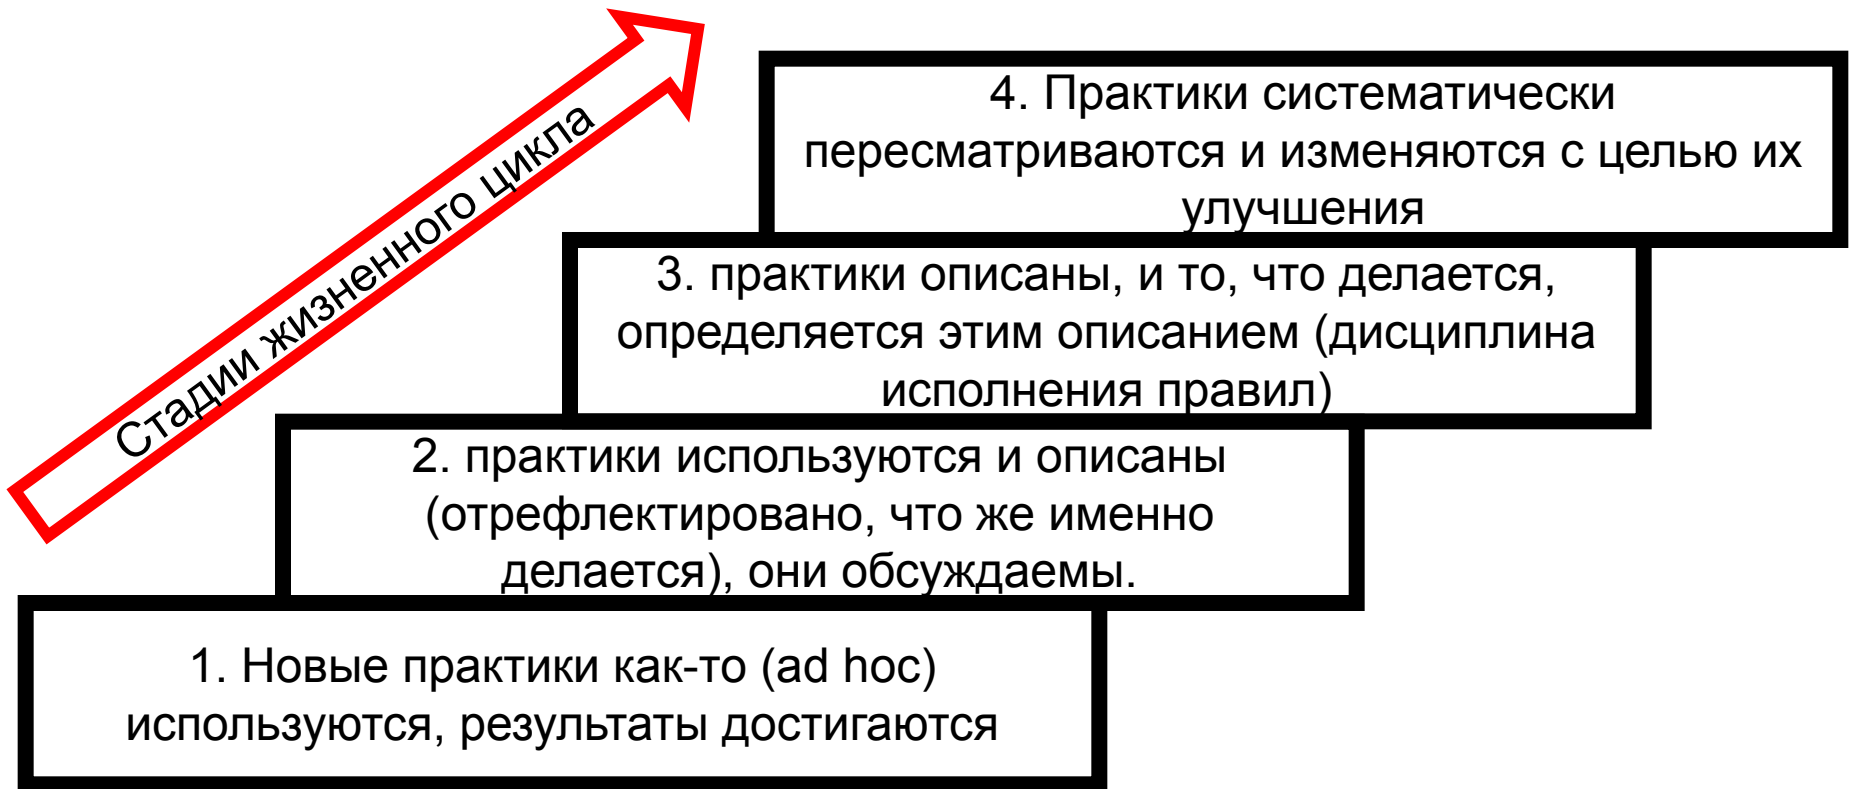 Стадии жизненного цикла
4. Практики систематически
пересматриваются и изменяются с целью их
улучшения
3. практики описаны, и то, что делается,
определяется этим описанием (дисциплина
исполнения правил)
2. практики используются и описаны
(отрефлектировано, что же именно
делается), они обсуждаемы.
1. Новые практики как-то (ad hoc)
используются, результаты достигаются